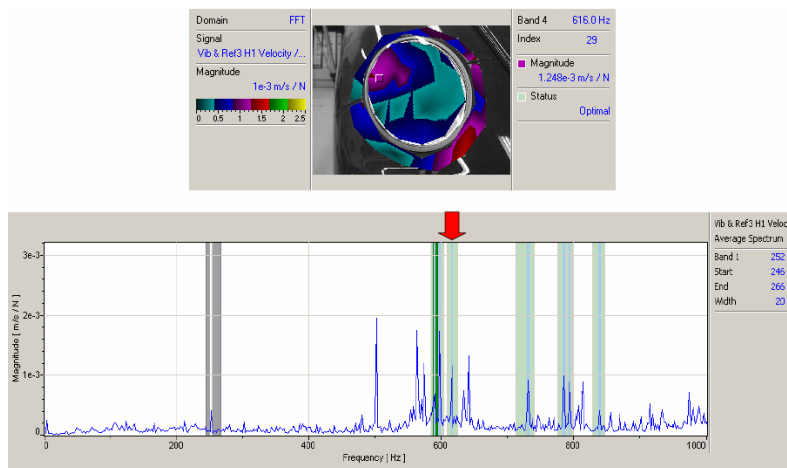 Domain FFT
Signal
Vib & Ref3 H1 Velocity /...
Magnitude
1e-3 m/s / N
0 0.5 1 1.5 2 2.5
Band 4 616.0 Hz
Index 29
Magnitude
1.248e-3 m/s / N
Status
Optimal
3e-3
2e-3
1e-3
0
Magnitude [ m/s / N ]
0 200 400 600 800 1000
Frequency [ Hz ]
Vib & Ref3 H1 Veloc
Average Spectrum
Band 1 252
Start 246
End 266
Width 20